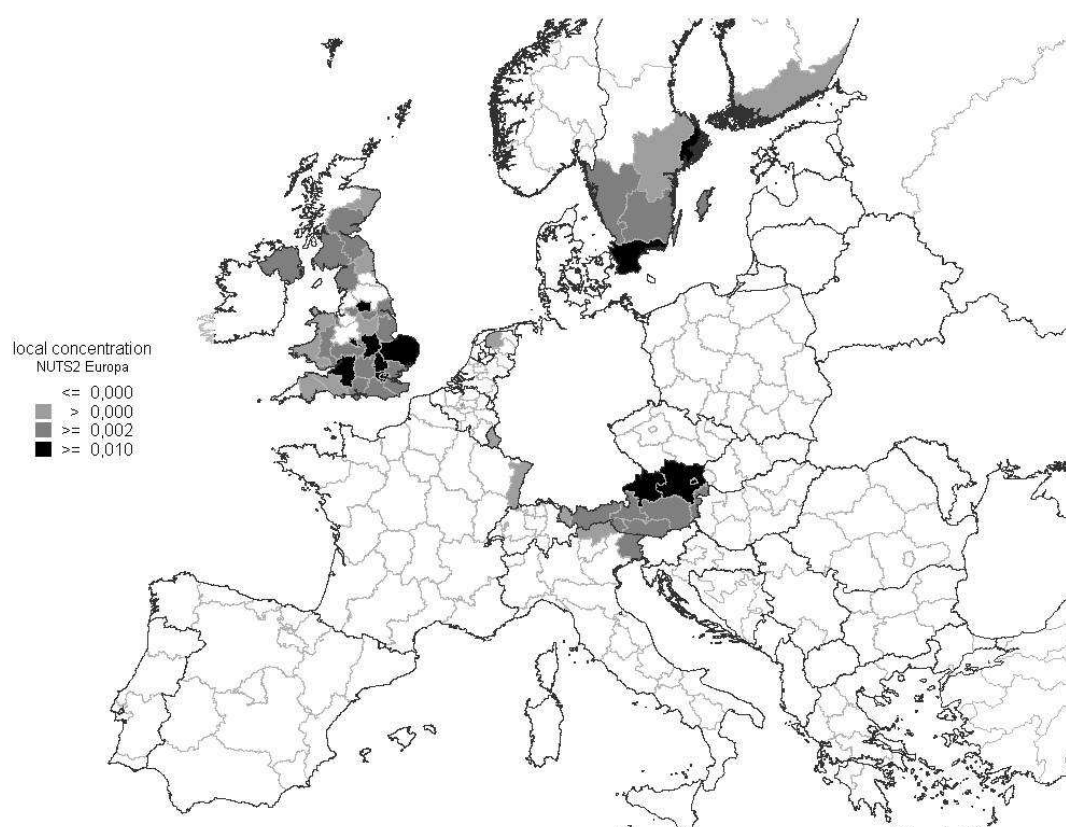 local concentration
NUTS2 Europa
<= 0,000
> 0,000
>= 0,002
>= 0,010